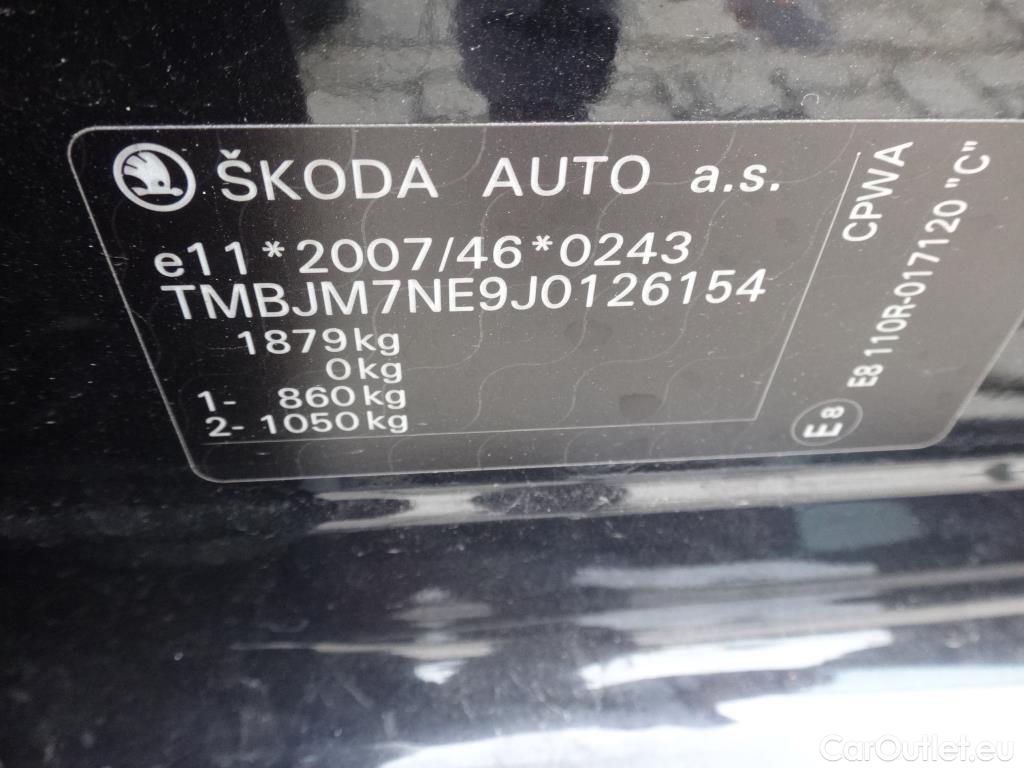 ŠKODA AUTO a.s.
e11*2007/46*0243
TMBJM7NE9J0126154
1879kg
0kg
1- 860kg
2- 1050kg
CPWA
E8 110R-017120 "C"
E8
CarOutlet.eu